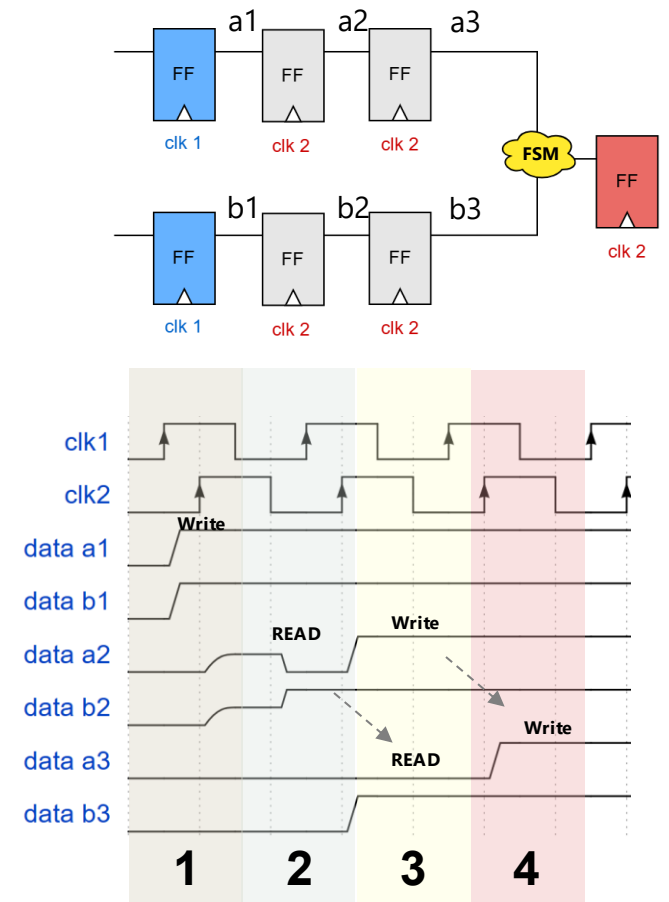 a1 a2 a3
FF FF FF
clk 1 clk 2 clk 2
FSM
FF
clk 2
b1 b2 b3
FF FF FF
clk 1 clk 2 clk 2
clk1
clk2
Write
data a1
data b1
READ Write
data a2
data b2
Write
data a3 READ
data b3
1 2 3 4